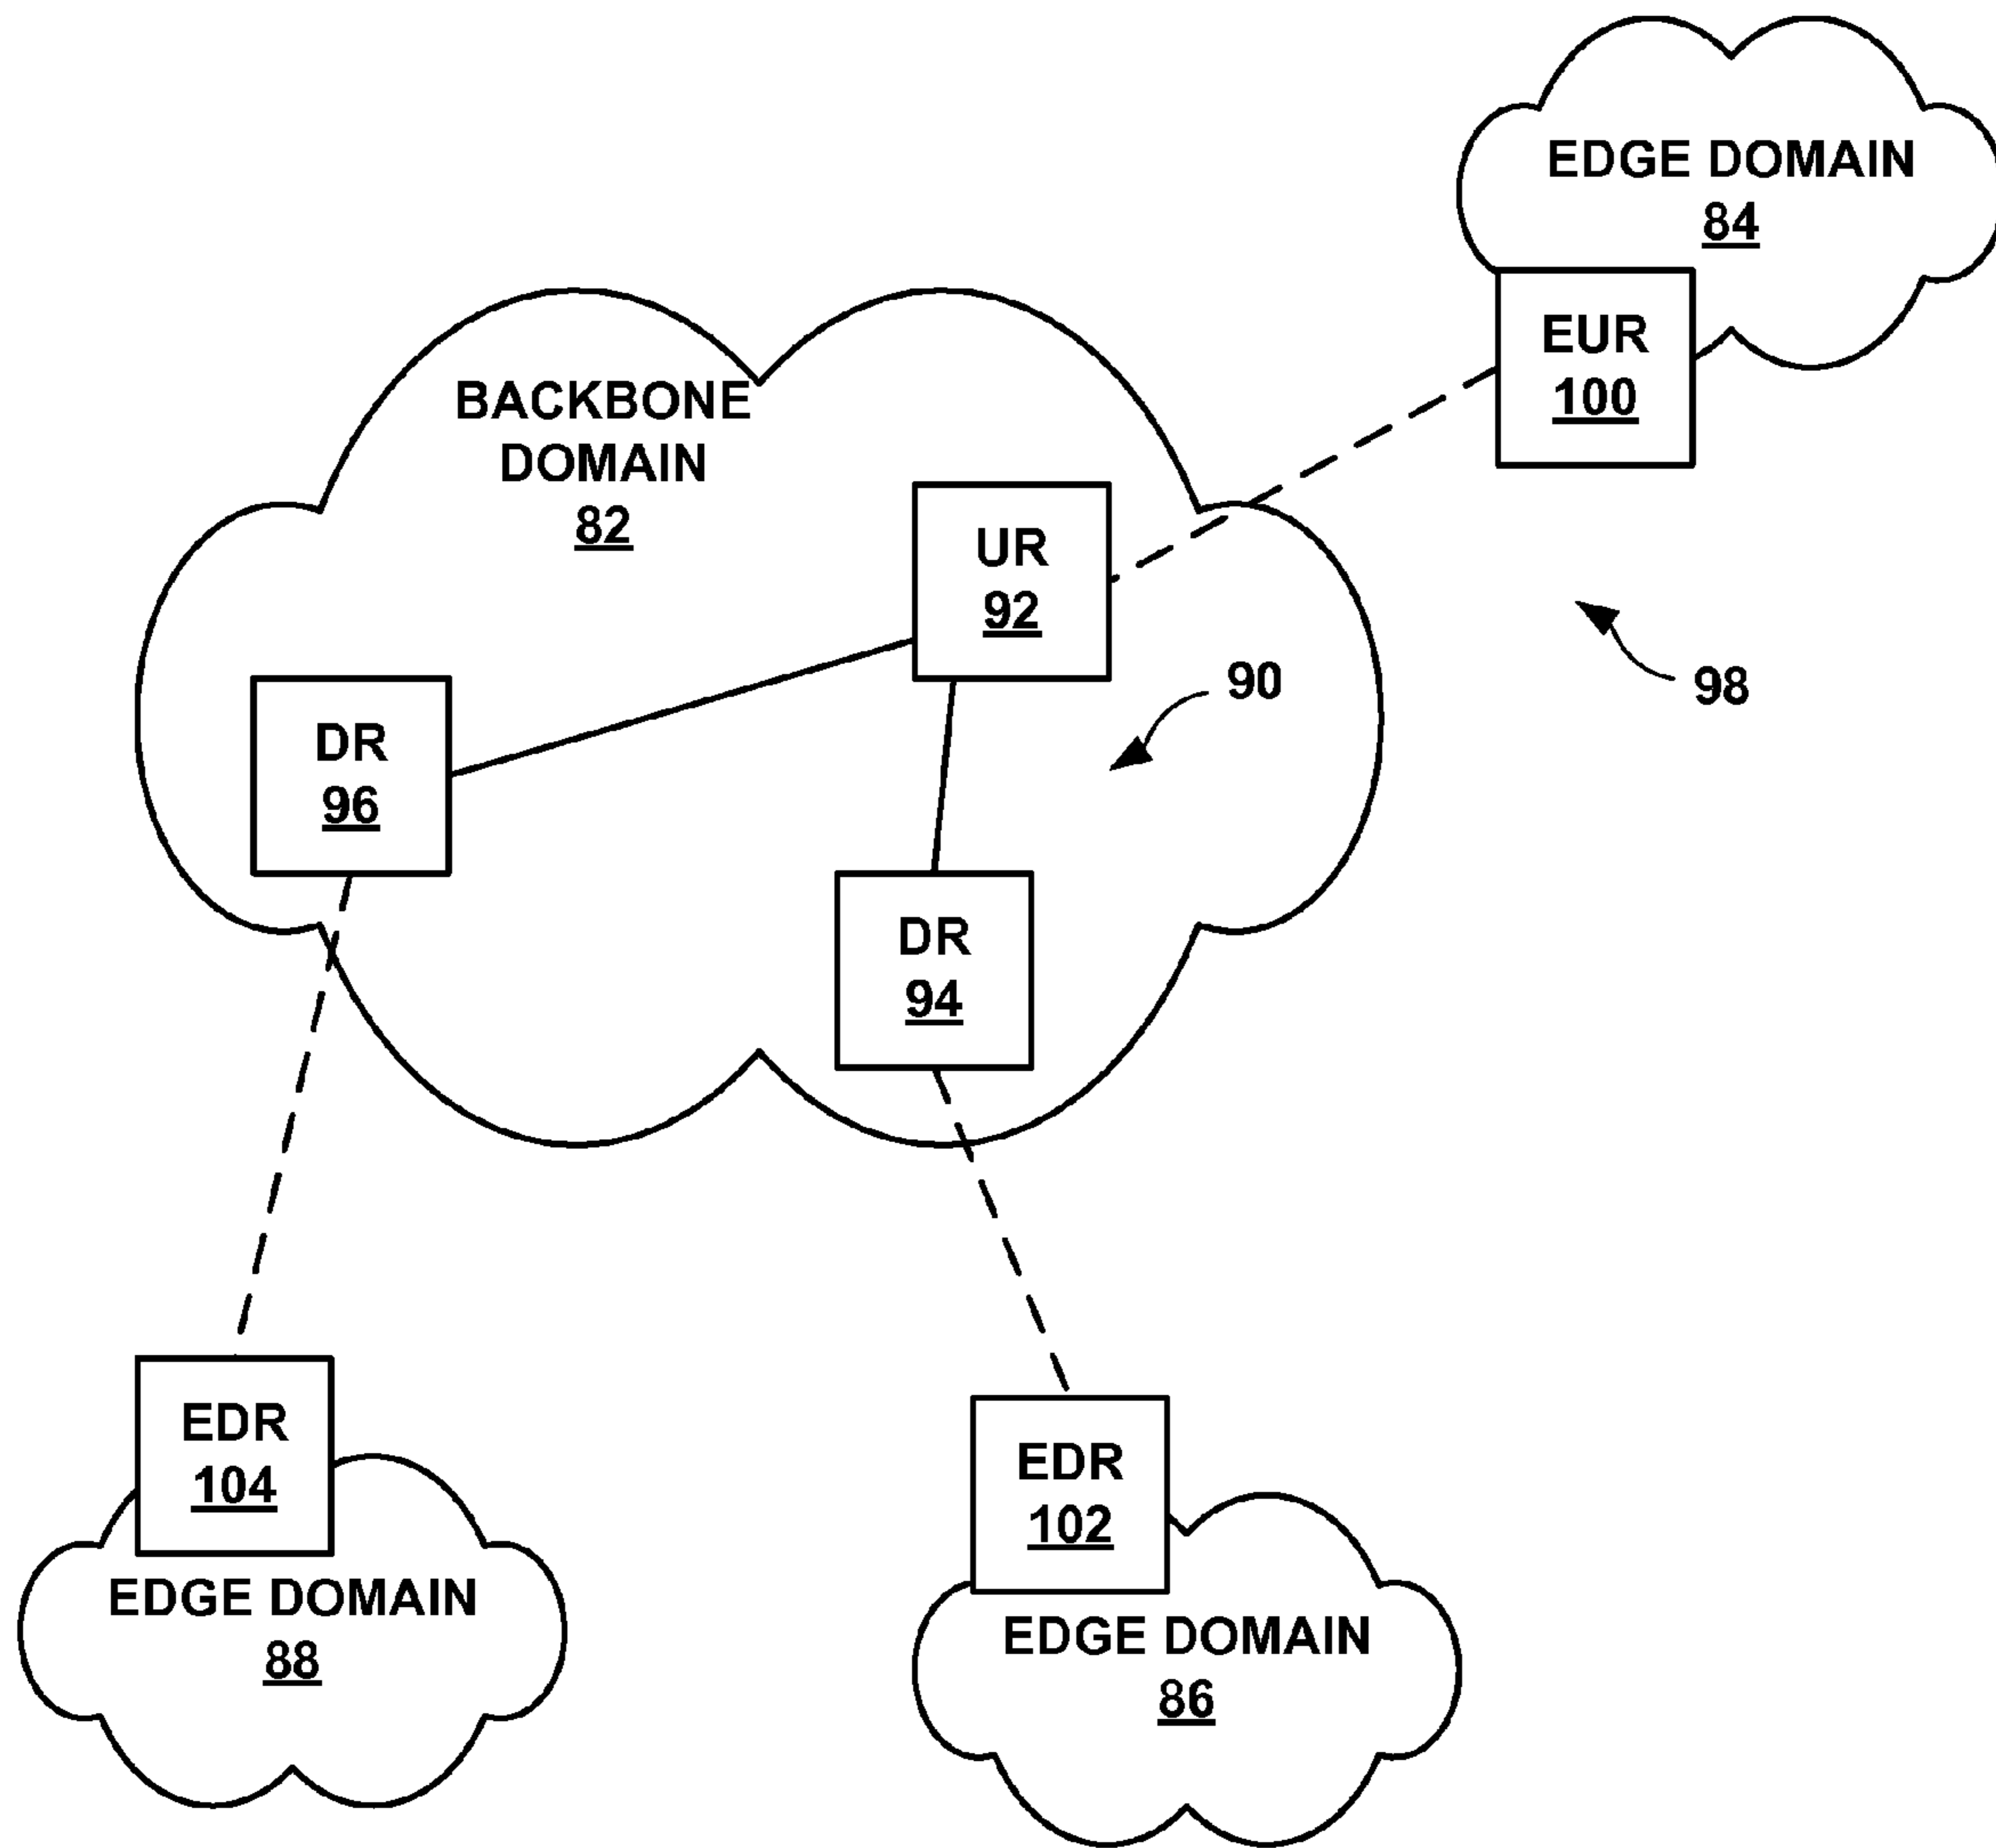 EDGE DOMAIN
84
EUR
100
BACKBONE
DOMAIN
82
UR
92
90
98
DR
96
DR
94
EDR
104
EDGE DOMAIN
88
EDR
102
EDGE DOMAIN
86